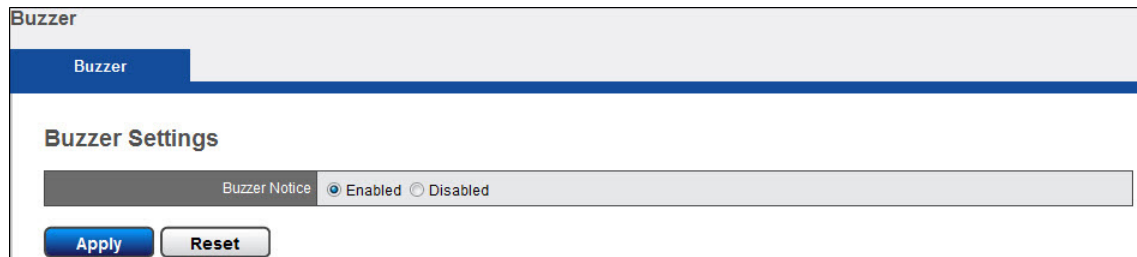 Buzzer
Buzzer
Buzzer Settings
Buzzer Notice Enabled Disabled
Apply Reset